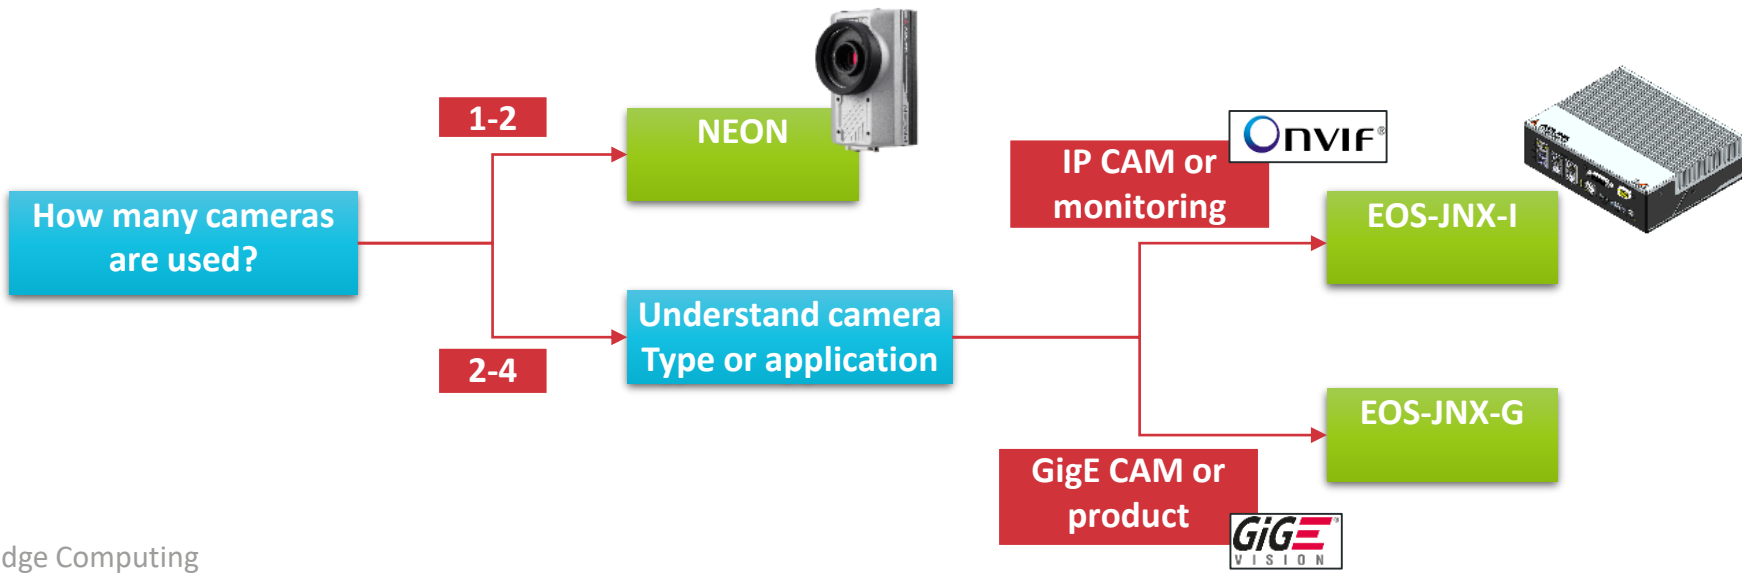 How many cameras
are used?
1-2
NEON
2-4
Understand camera
Type or application
IP CAM or
monitoring
ONVIF®
EOS-JNX-I
GigE CAM or
product
GiGE
VISION
EOS-JNX-G
dge Computing